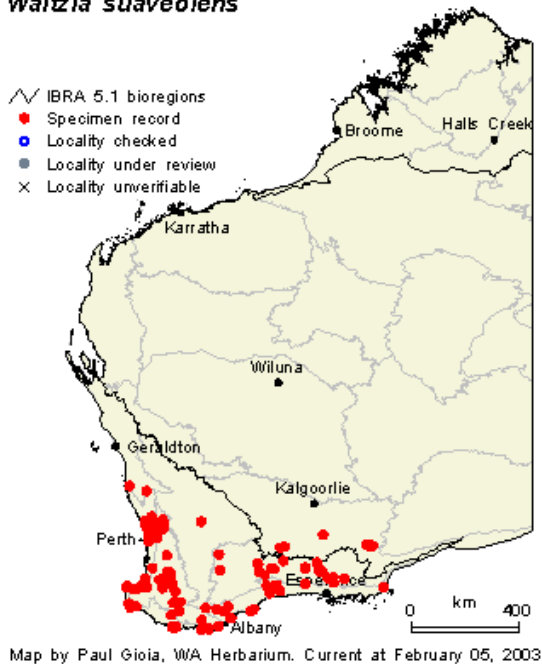 Waitzia suaveolens
IBRA 5.1 bioregions
Specimen record
Locality checked
Locality under review
Locality unverifiable
Broome
Halls Creek
Karratha
Wiluna
Geraldton
Kalgoorlie
Perth
Esperance
Albany
km
0 400
Map by Paul Gioia, WA Herbarium. Current at February 05, 2003